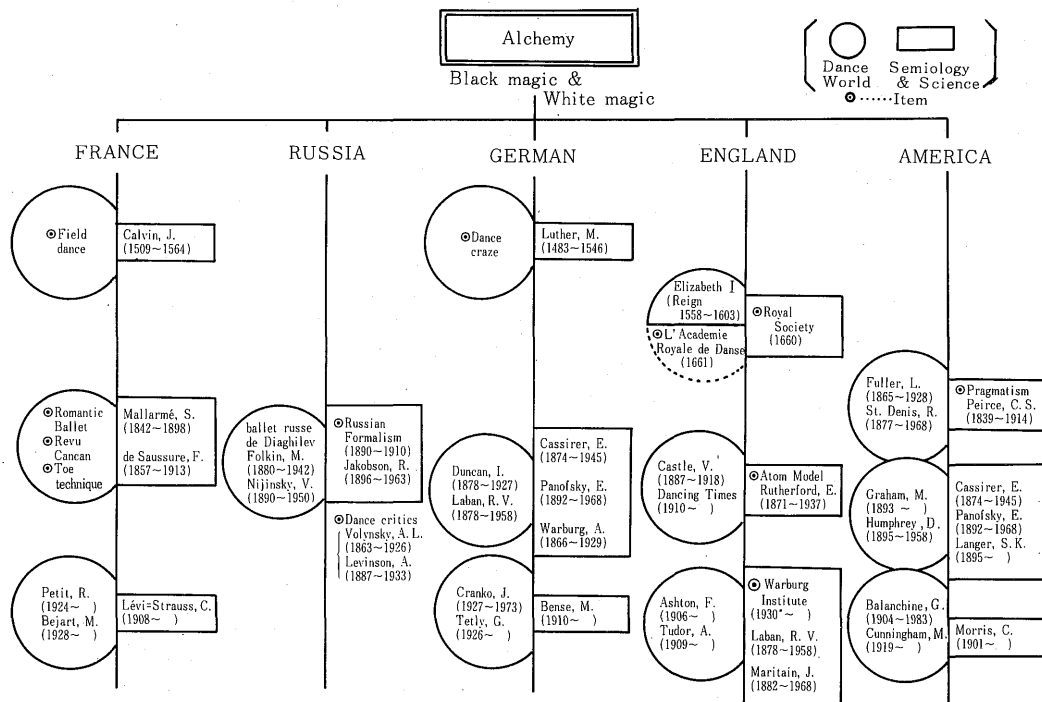 Alchemy
Black magic &
White magic
Dance
World
Semiology
& Science
⊙ ······Item
FRANCE
RUSSIA
GERMAN
ENGLAND
AMERICA
⊙Field
dance
Calvin, J.
(1509~1564)
⊙Romantic
Ballet
⊙Revu
Cancan
⊙Toe
technique
Mallarmé, S.
(1842~1898)
de Saussure, F.
(1857~1913)
Petit, R.
(1924~ )
Bejart, M.
(1928~ )
Lévi=Strauss, C.
(1908~ )
ballet russe
de Diaghilev
Folkin, M.
(1880~1942)
Nijinsky, V.
(1890~1950)
⊙Russian
Formalism
(1890~1910)
Jakobson, R.
(1896~1963)
⊙Dance critics
Volynsky, A. L.
(1863~1926)
Levinson, A.
(1887~1933)
⊙Dance
craze
Luther, M.
(1483~1546)
Duncan, I.
(1878~1927)
Laban, R. V.
(1878~1958)
Cassirer, E.
(1874~1945)
Panofsky, E.
(1892~1968)
Warburg, A.
(1866~1929)
Cranko, J.
(1927~1973)
Tetly, G.
(1926~ )
Bense, M.
(1910~ )
Elizabeth I
(Reign
1558~1603)
⊙L'Academie
Royale de Danse
(1661)
⊙Royal
Society
(1660)
Castle, V.
(1887~1918)
Dancing Times
(1910~ )
⊙Atom Model
Rutherford, E.
(1871~1937)
Ashton, F.
(1906~ )
Tudor, A.
(1909~ )
⊙ Warburg
Institute
(1930~ )
Laban, R. V.
(1878~1958)
Maritain, J.
(1882~1968)
Fuller, L.
(1865~1928)
St. Denis, R.
(1877~1968)
⊙Pragmatism
Peirce, C. S.
(1839~1914)
Graham, M.
(1893 ~ )
Humphrey, D.
(1895~1958)
Cassirer, E.
(1874~1945)
Panofsky, E.
(1892~1968)
Langer, S. K.
(1895~ )
Balanchine, G.
(1904~1983)
Cunningham, M.
(1919~ )
Morris, C.
(1901~ )